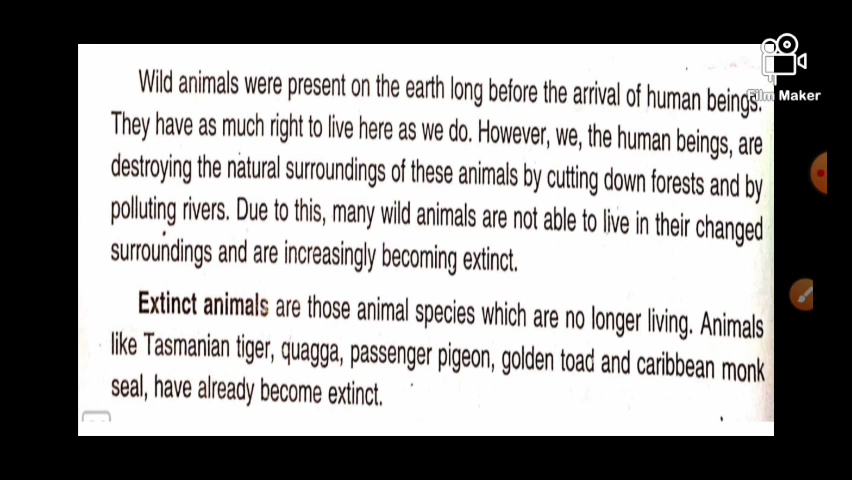 Wild animals were present on the earth long before the arrival of human beings.
They have as much right to live here as we do. However, we, the human beings, are
destroying the natural surroundings of these animals by cutting down forests and by
polluting rivers. Due to this, many wild animals are not able to live in their changed
surroundings and are increasingly becoming extinct.
Extinct animals are those animal species which are no longer living. Animals
like Tasmanian tiger, quagga, passenger pigeon, golden toad and caribbean monk
seal, have already become extinct.
Film Maker